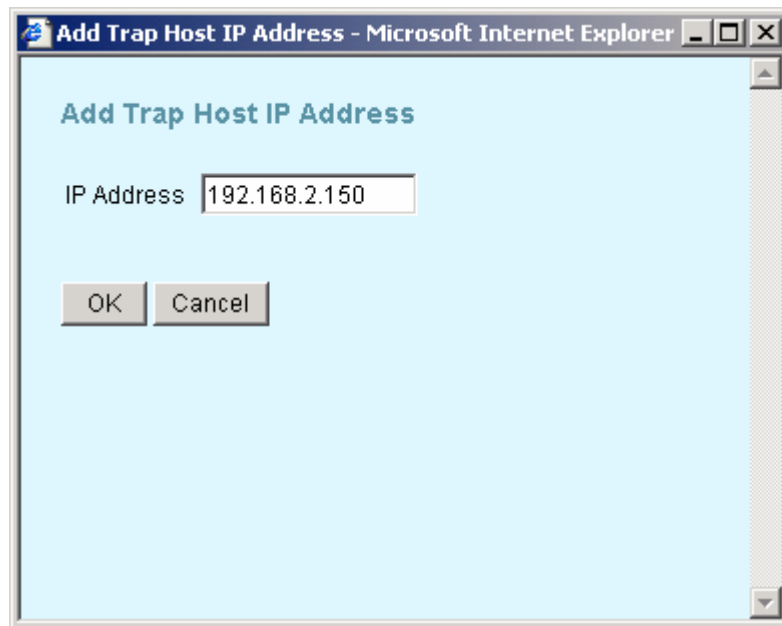 Add Trap Host IP Address - Microsoft Internet Explorer
Add Trap Host IP Address
IP Address 192.168.2.150
OK Cancel